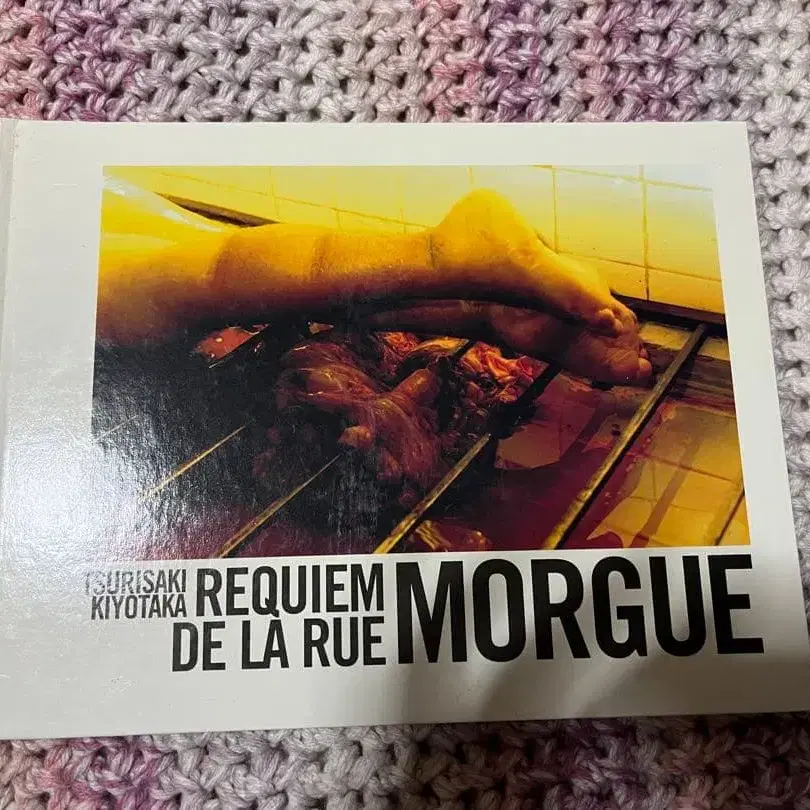 TSURISAKI
KIYOTAKA
REQUIEM
DE LA RUE
MORGUE